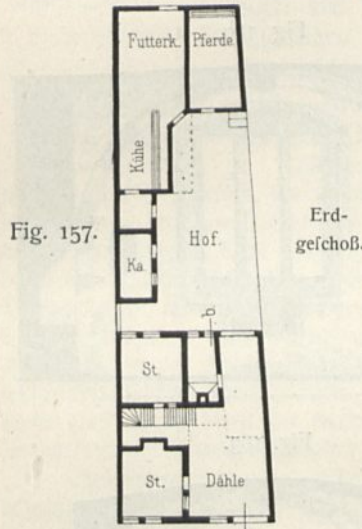 Futterk. Pferde.
Kühe
Fig. 157.
Hof.
Erd-
geſchoß.
Ka.
b.
St.
St. Dähle